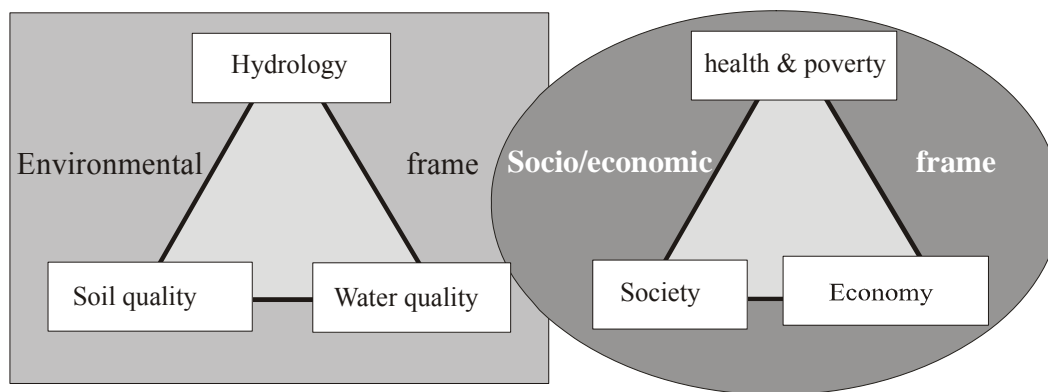 Hydrology
Environmental frame
Soil quality
Water quality
health & poverty
Socio/economic frame
Society
Economy